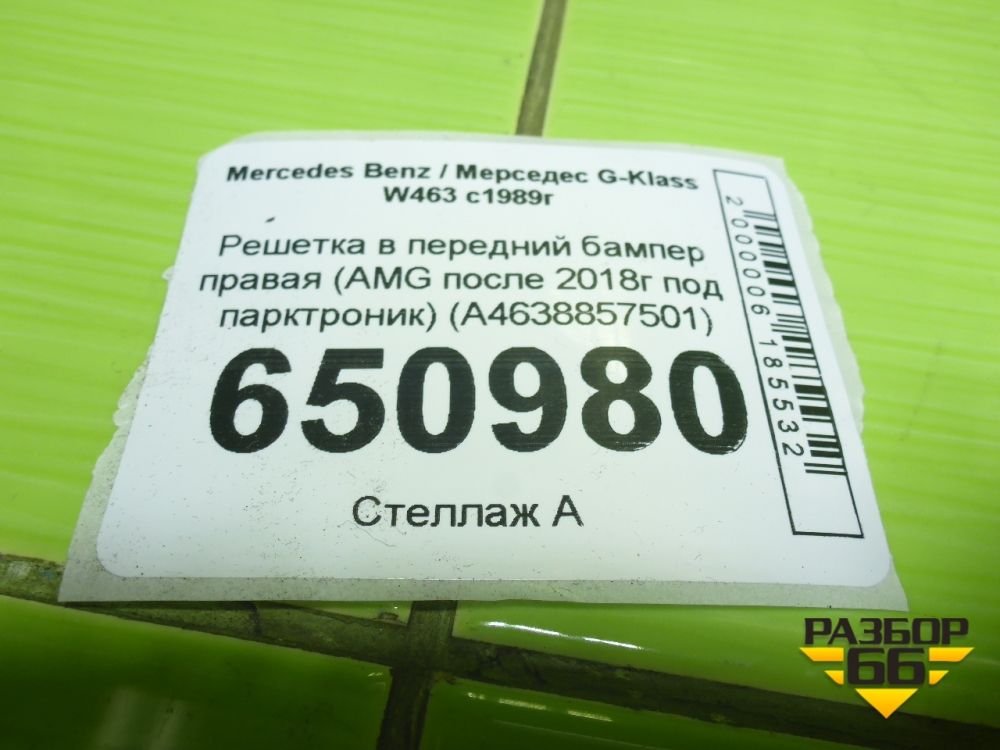 Mercedes Benz / Мерседес G-Klass
W463 с1989г
Решетка в передний бампер
правая (AMG после 2018г под
парктроник) (A4638857501)
650980
Стеллаж А
2000006185532
РАЗБОР
66